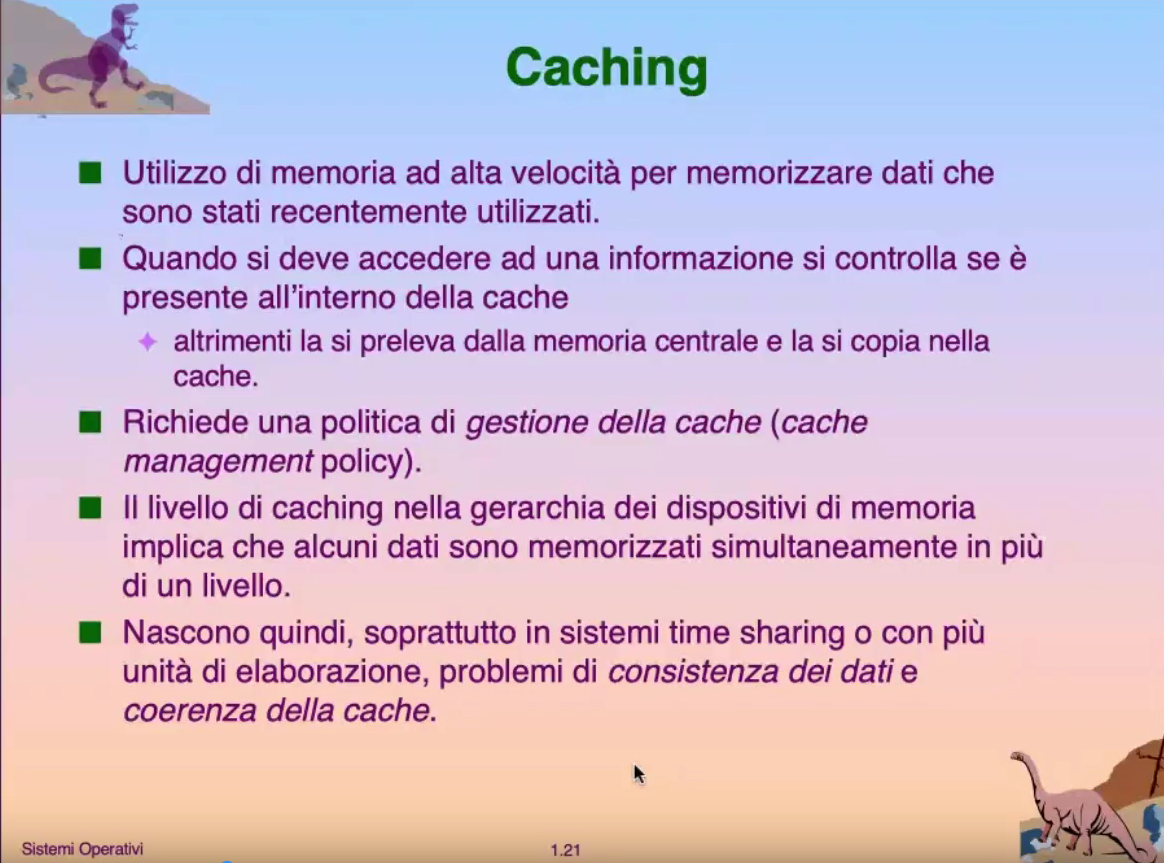 Caching
Utilizzo di memoria ad alta velocità per memorizzare dati che
sono stati recentemente utilizzati.
Quando si deve accedere ad una informazione si controlla se è
presente all'interno della cache
altrimenti la si preleva dalla memoria centrale e la si copia nella
cache.
Richiede una politica di gestione della cache (cache
management policy).
Il livello di caching nella gerarchia dei dispositivi di memoria
implica che alcuni dati sono memorizzati simultaneamente in più
di un livello.
Nascono quindi, soprattutto in sistemi time sharing o con più
unità di elaborazione, problemi di consistenza dei dati e
coerenza della cache.
Sistemi Operativi
1.21